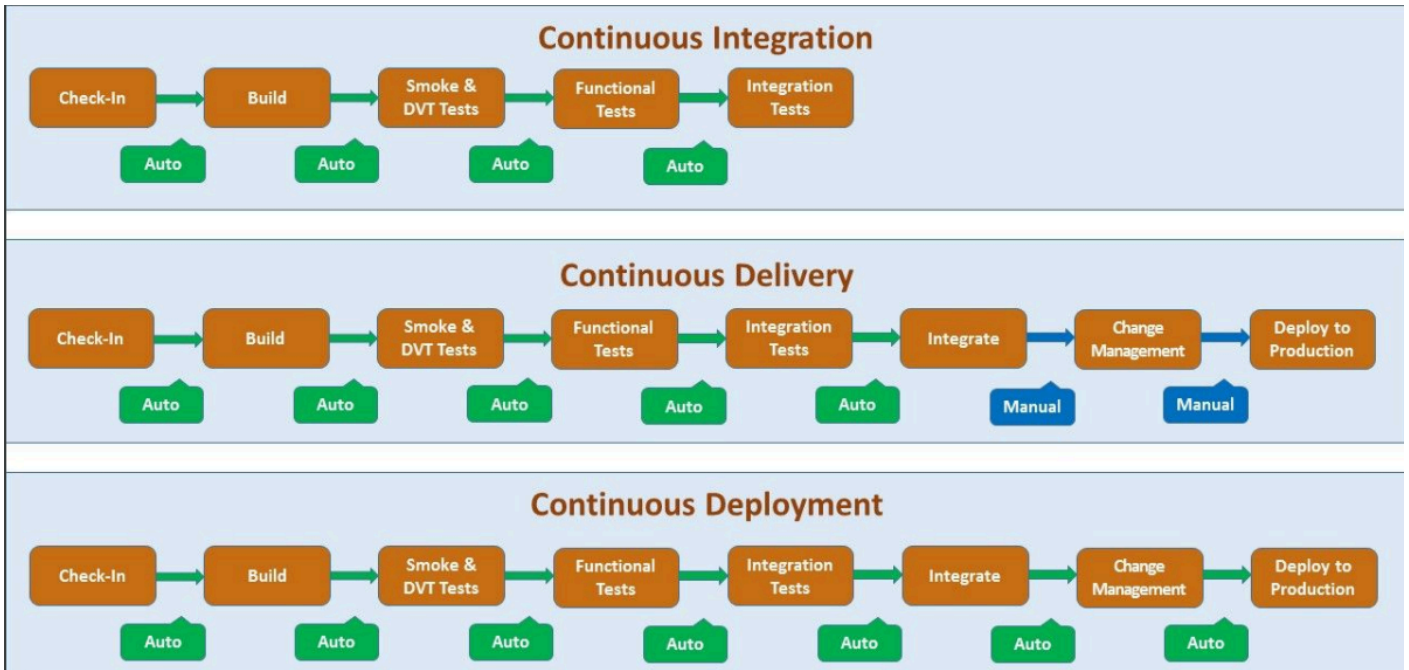 Continuous Integration
Check-In
Build
Smoke &
DVT Tests
Functional
Tests
Integration
Tests
Auto
Auto
Auto
Auto
Continuous Delivery
Check-In
Build
Smoke &
DVT Tests
Functional
Tests
Integration
Tests
Integrate
Change
Management
Deploy to
Production
Auto
Auto
Auto
Auto
Auto
Manual
Manual
Continuous Deployment
Check-In
Build
Smoke &
DVT Tests
Functional
Tests
Integration
Tests
Integrate
Change
Management
Deploy to
Production
Auto
Auto
Auto
Auto
Auto
Auto
Auto